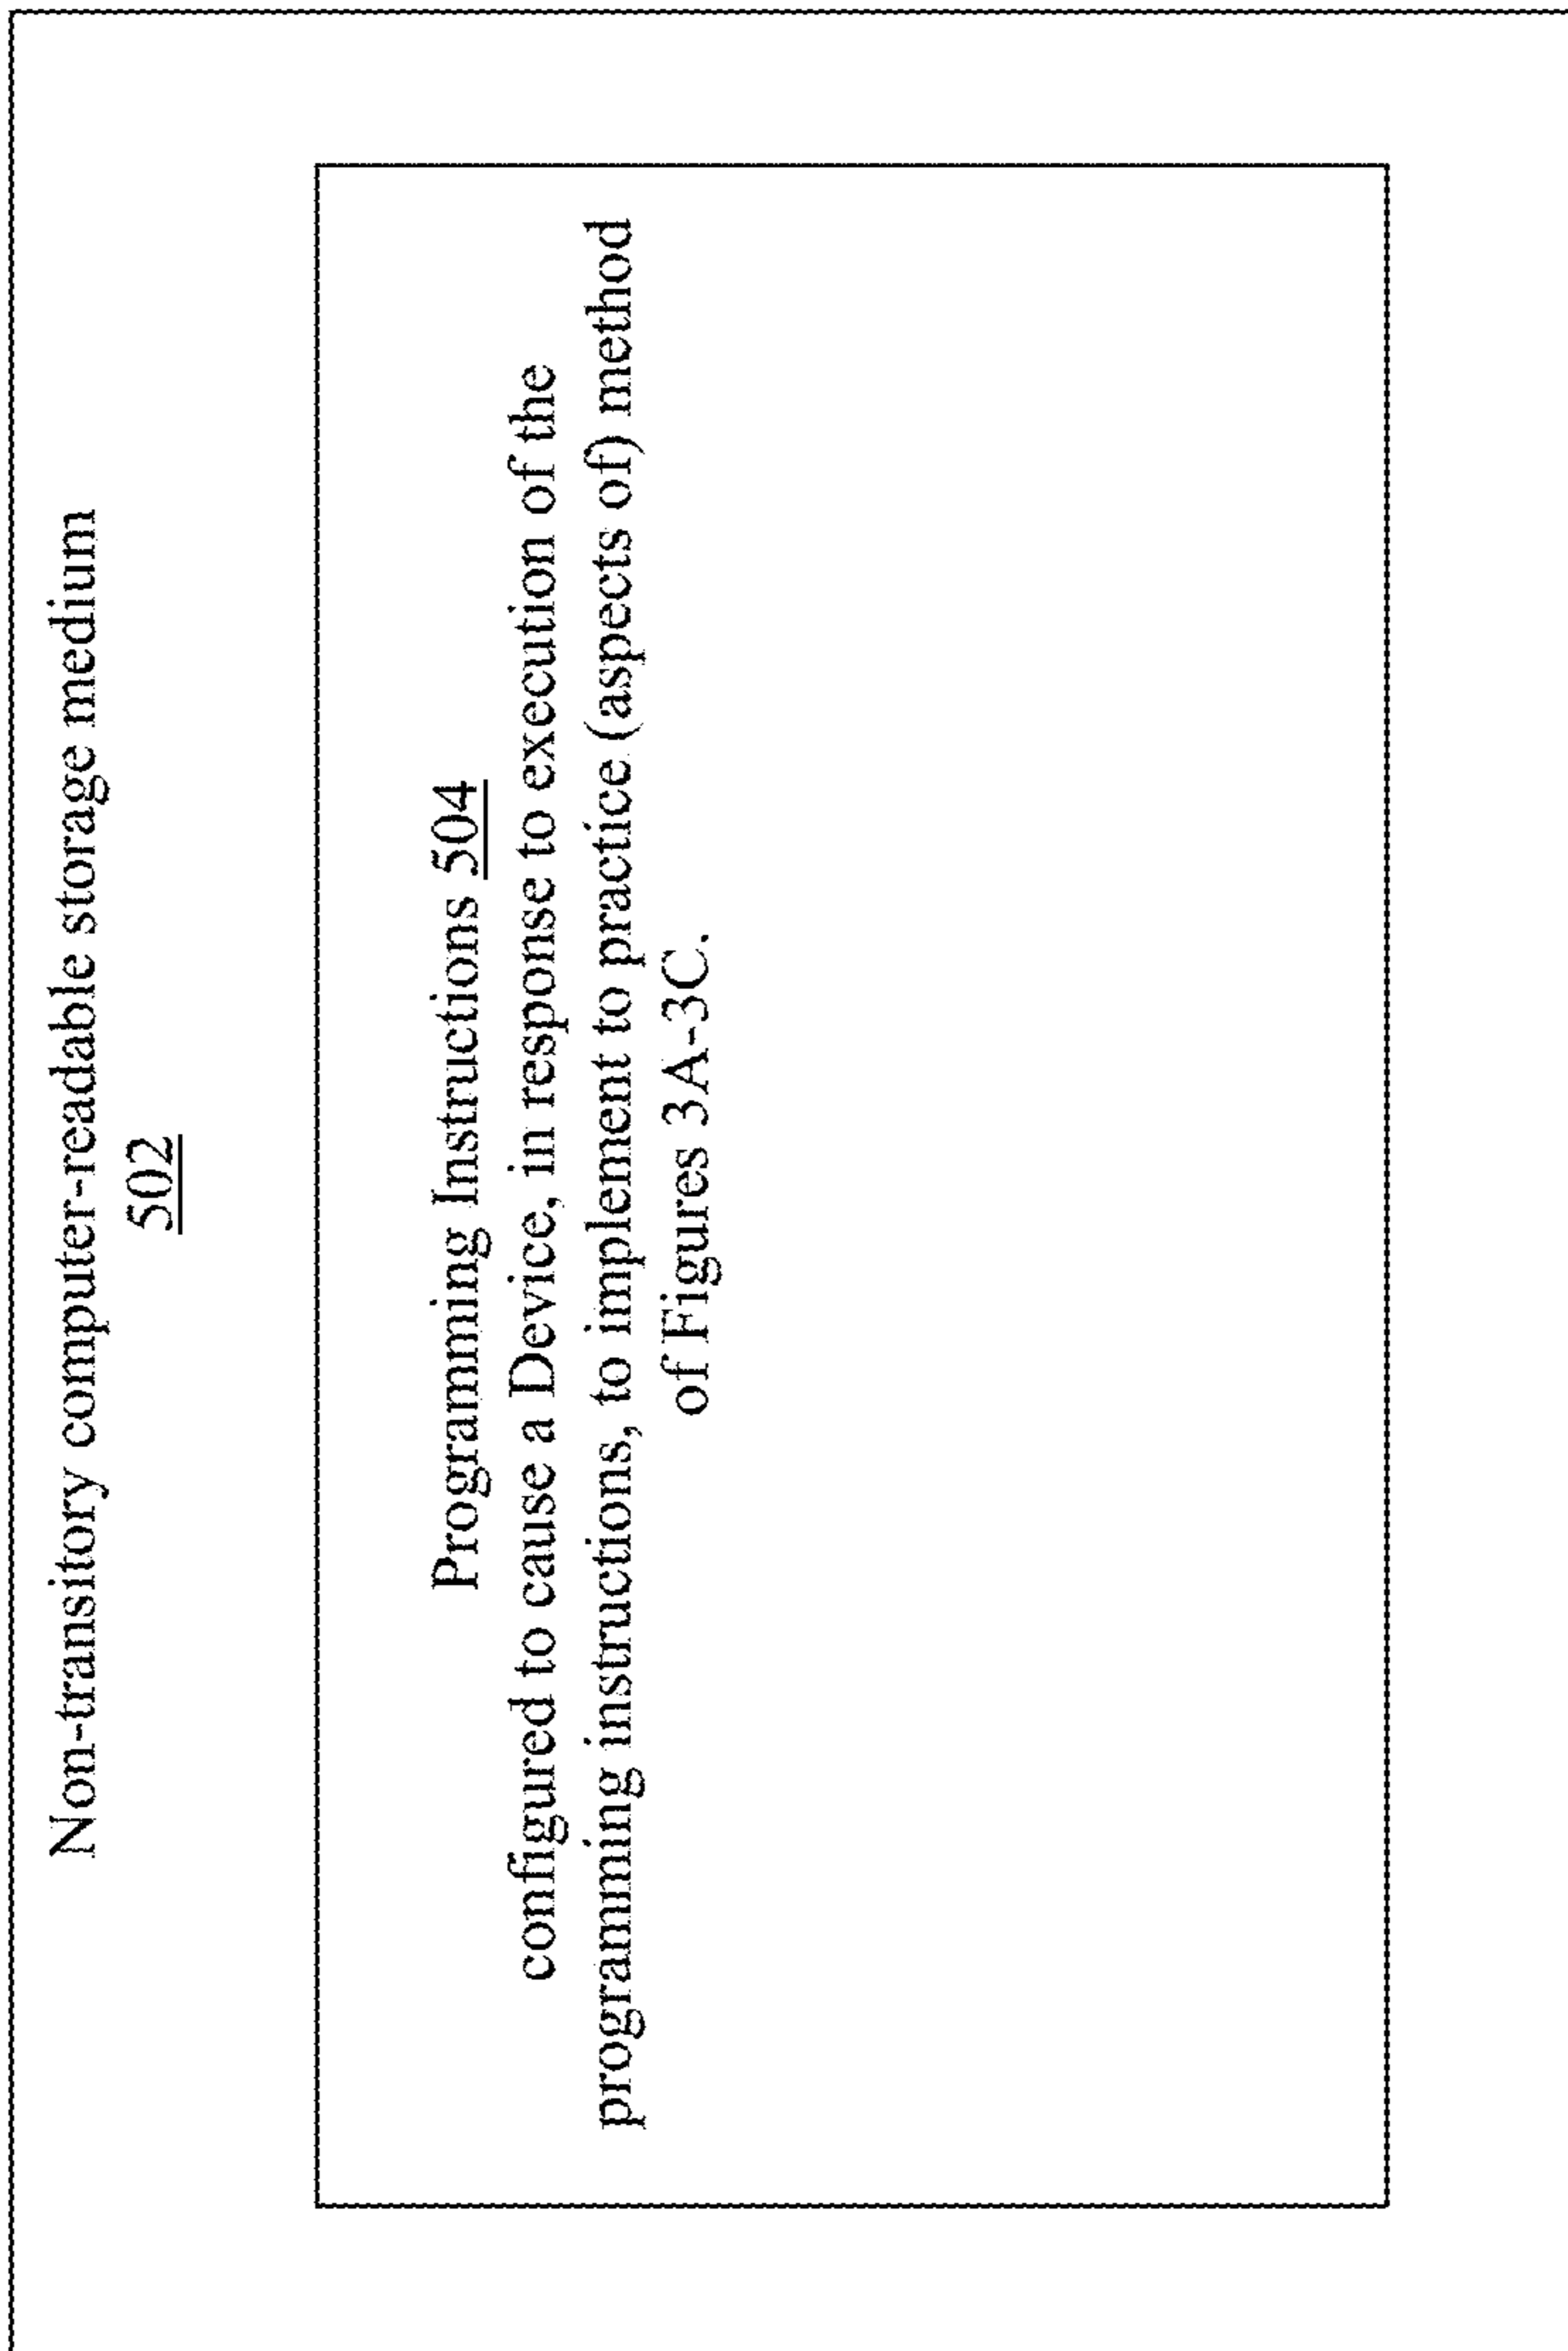 Non-transitory computer-readable storage medium
502
Programming Instructions 504
configured to cause a Device, in response to execution of the
programming instructions, to implement to practice (aspects of) method
of Figures 3A-3C.